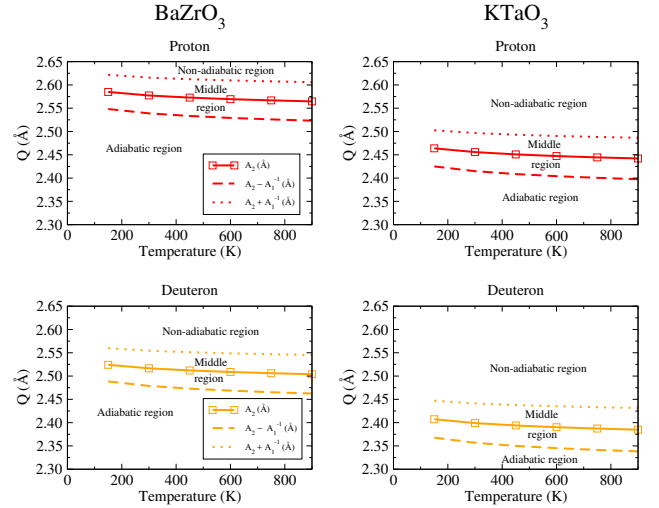 BaZrO3
KTaO3
Proton
2.65
2.60
2.55
2.50
2.45
2.40
2.35
2.30
Q (Å)
Non-adiabatic region
Middle
region
Adiabatic region
A2 (Å)
A2 − A1^-1 (Å)
A2 + A1^-1 (Å)
0
200
400
600
800
Temperature (K)
Proton
2.65
2.60
2.55
2.50
2.45
2.40
2.35
2.30
Q (Å)
Non-adiabatic region
Middle
region
Adiabatic region
0
200
400
600
800
Temperature (K)
Deuteron
2.65
2.60
2.55
2.50
2.45
2.40
2.35
2.30
Q (Å)
Non-adiabatic region
Middle
region
Adiabatic region
A2 (Å)
A2 − A1^-1 (Å)
A2 + A1^-1 (Å)
0
200
400
600
800
Temperature (K)
Deuteron
2.65
2.60
2.55
2.50
2.45
2.40
2.35
2.30
Q (Å)
Non-adiabatic region
Middle
region
Adiabatic region
0
200
400
600
800
Temperature (K)